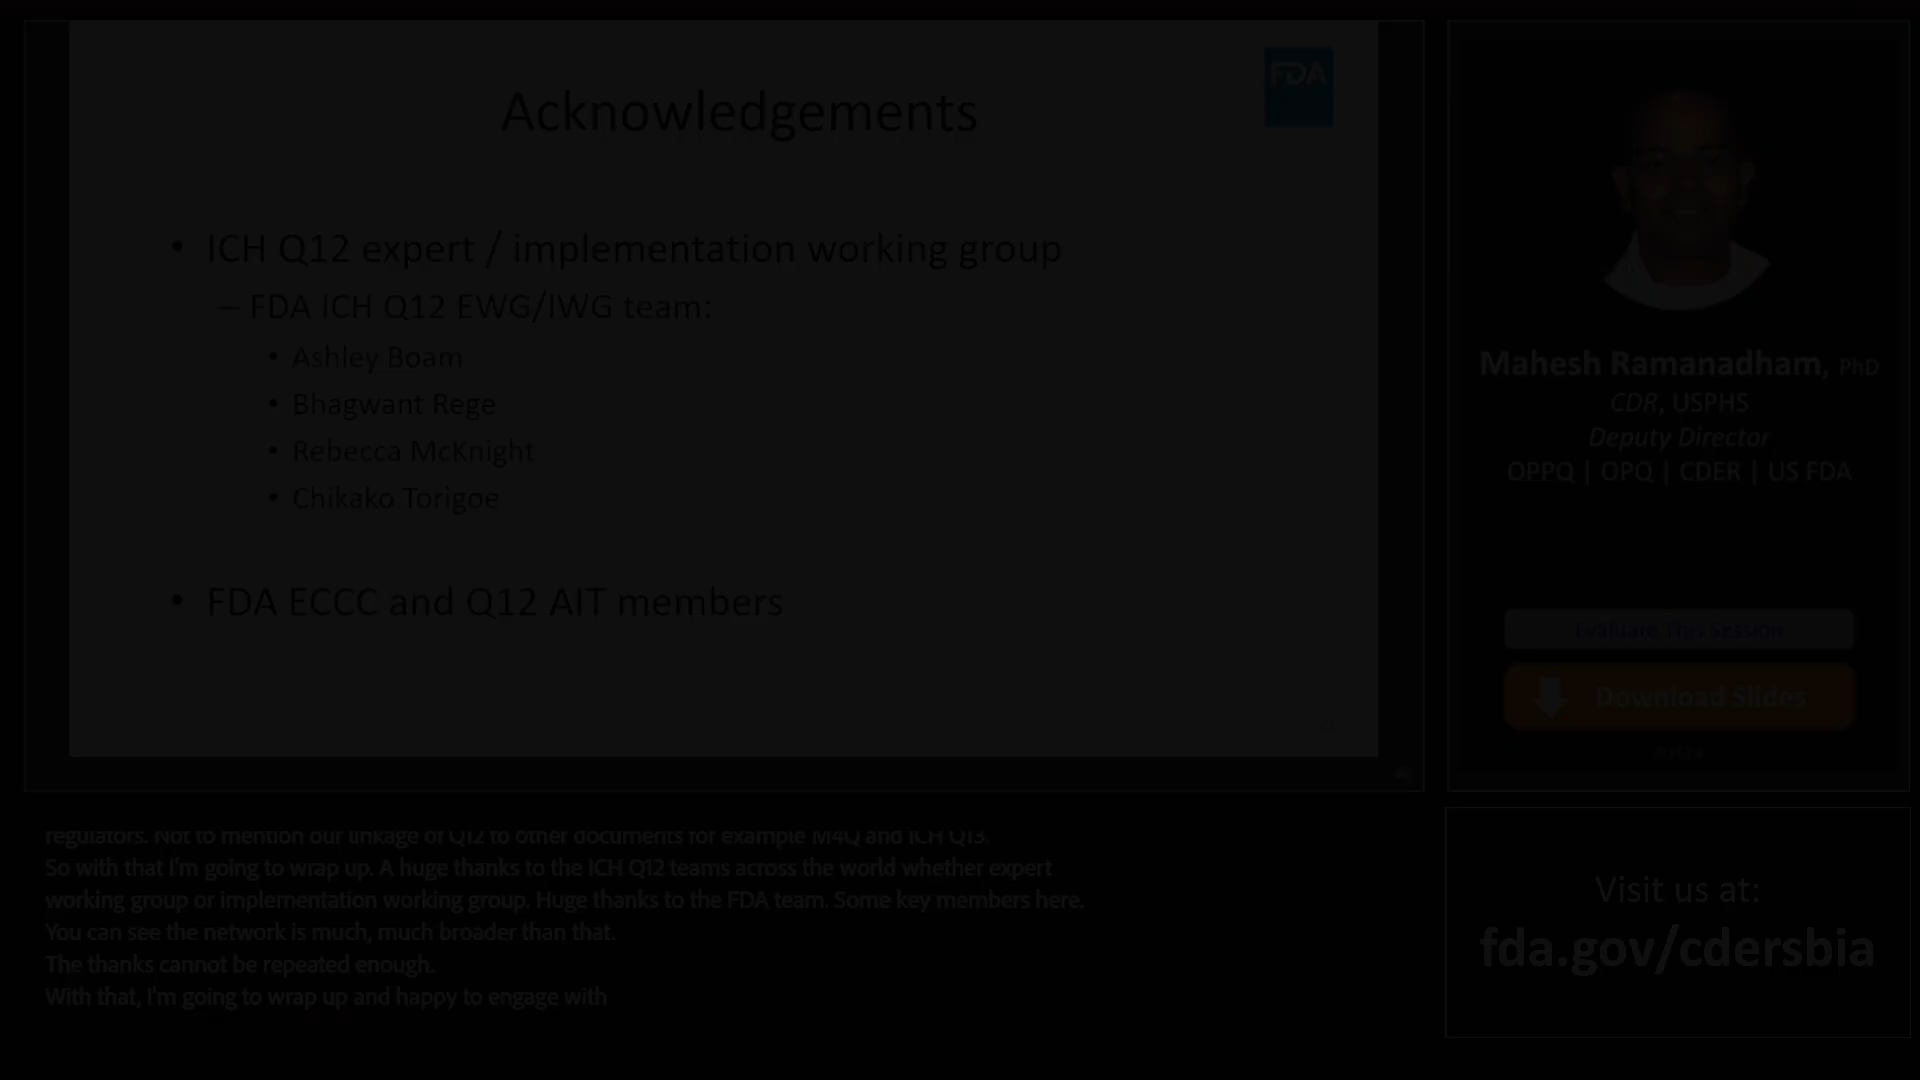 FDA
Acknowledgements
• ICH Q12 expert / implementation working group
– FDA ICH Q12 EWG/IWG team:
• Ashley Boam
• Bhagwant Rege
• Rebecca McKnight
• Chikako Torigoe
• FDA ECCC and Q12 AIT members
Mahesh Ramanadham, PhD
CDR, USPHS
Deputy Director
OPPQ | OPQ | CDER | US FDA
Evaluate This Session
Download Slides
regulators. Not to mention our linkage of Q12 to other documents for example M4Q and ICH Q13.
So with that I'm going to wrap up. A huge thanks to the ICH Q12 teams across the world whether expert
working group or implementation working group. Huge thanks to the FDA team. Some key members here.
You can see the network is much, much broader than that.
The thanks cannot be repeated enough.
With that, I'm going to wrap up and happy to engage with
Visit us at:
fda.gov/cdersbia